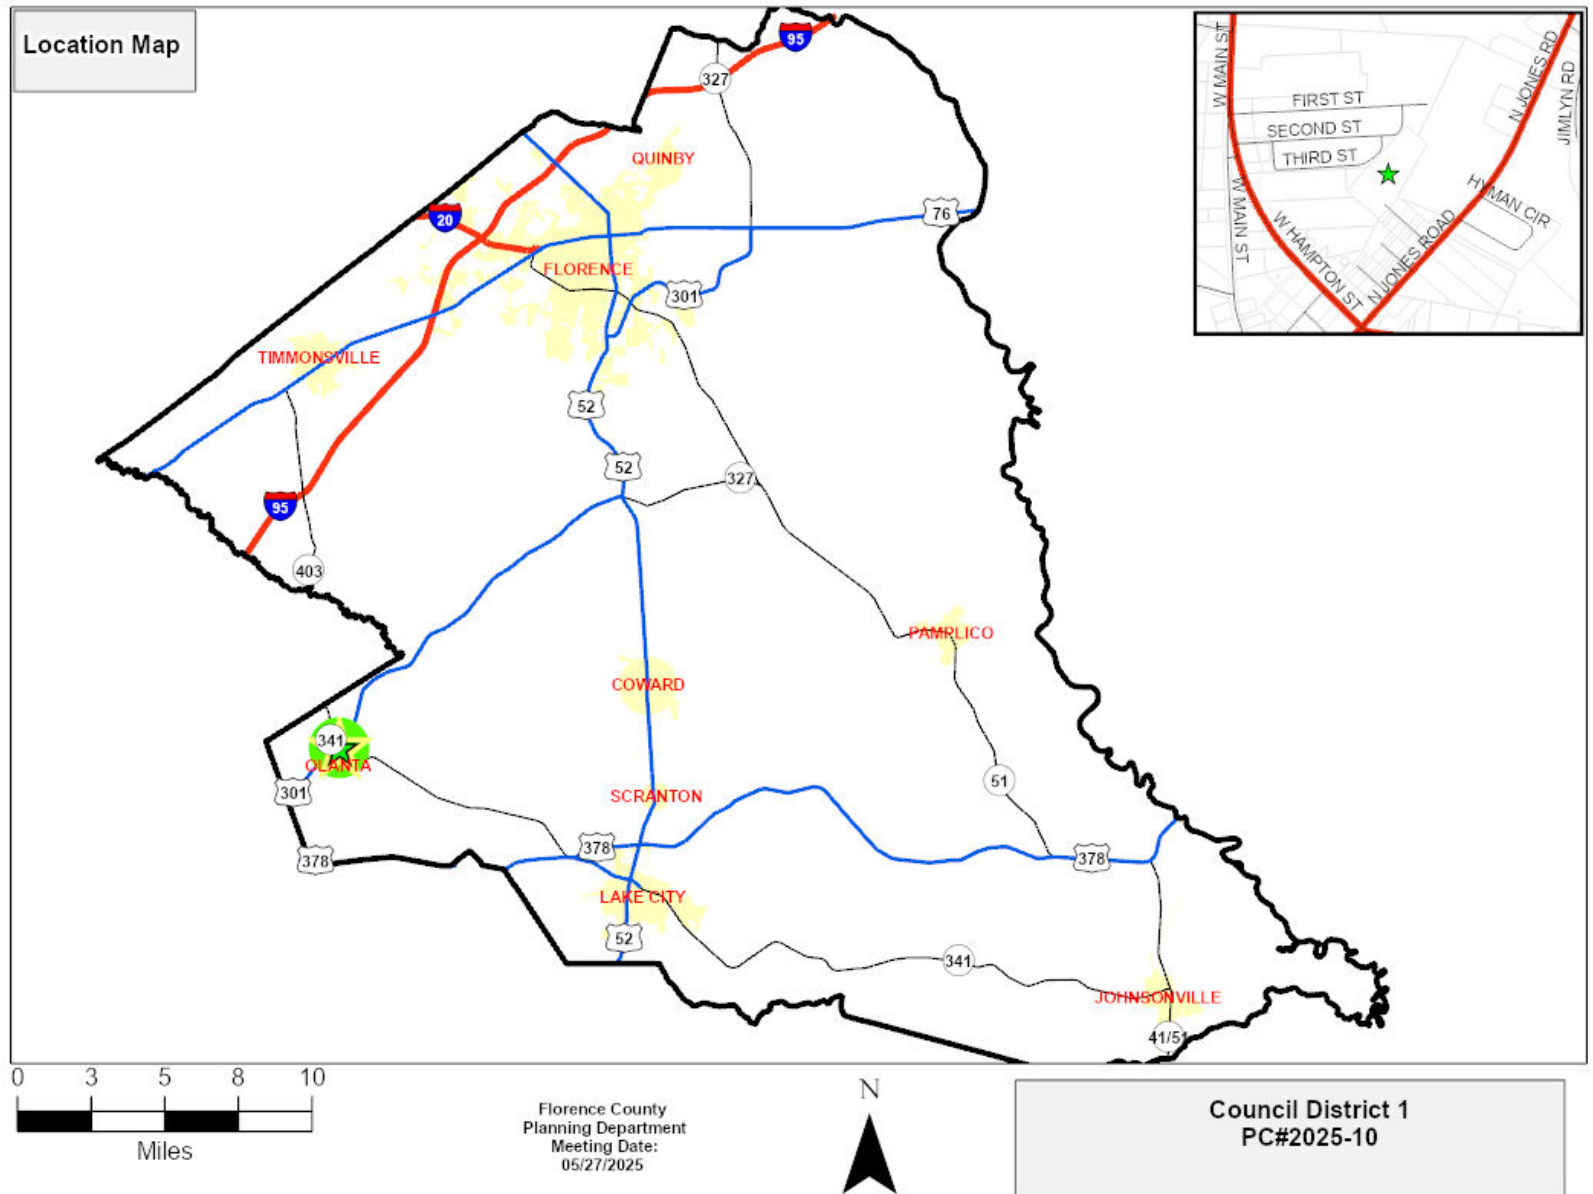 Location Map
95
327
W MAIN ST
FIRST ST
SECOND ST
THIRD ST
N JONES RD
JIMLYN RD
HYMAN CIR
W MAIN ST
W HAMPTON ST
N JONES ROAD
QUINBY
20
76
FLORENCE
301
TIMMONSVILLE
52
52
327
95
403
PAMPLICO
COWARD
341
OLANTA
301
51
SCRANTON
378
378
378
LAKE CITY
52
341
JOHNSONVILLE
41/51
0 3 5 8 10
Miles
Florence County
Planning Department
Meeting Date:
05/27/2025
N
Council District 1
PC#2025-10